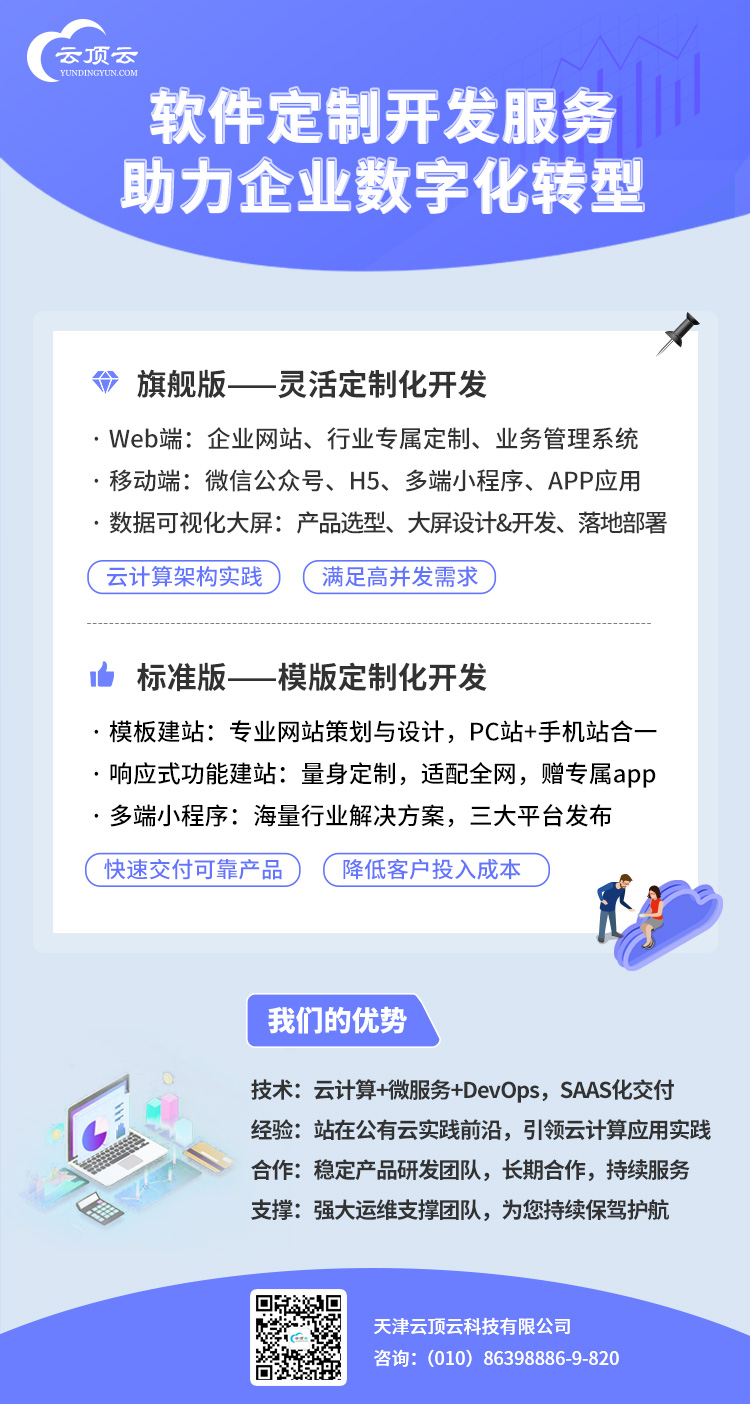 云顶云
YUNDINGYUN.COM
软件定制开发服务
助力企业数字化转型
旗舰版——灵活定制化开发
· Web端：企业网站、行业专属定制、业务管理系统
· 移动端：微信公众号、H5、多端小程序、APP应用
· 数据可视化大屏：产品选型、大屏设计&开发、落地部署
云计算架构实践 满足高并发需求
标准版——模版定制化开发
· 模板建站：专业网站策划与设计，PC站+手机站合一
· 响应式功能建站：量身定制，适配全网，赠专属app
· 多端小程序：海量行业解决方案，三大平台发布
快速交付可靠产品 降低客户投入成本
我们的优势
技术：云计算+微服务+DevOps，SAAS化交付
经验：站在公有云实践前沿，引领云计算应用实践
合作：稳定产品研发团队，长期合作，持续服务
支撑：强大运维支撑团队，为您持续保驾护航
天津云顶云科技有限公司
咨询：（010）86398886-9-820